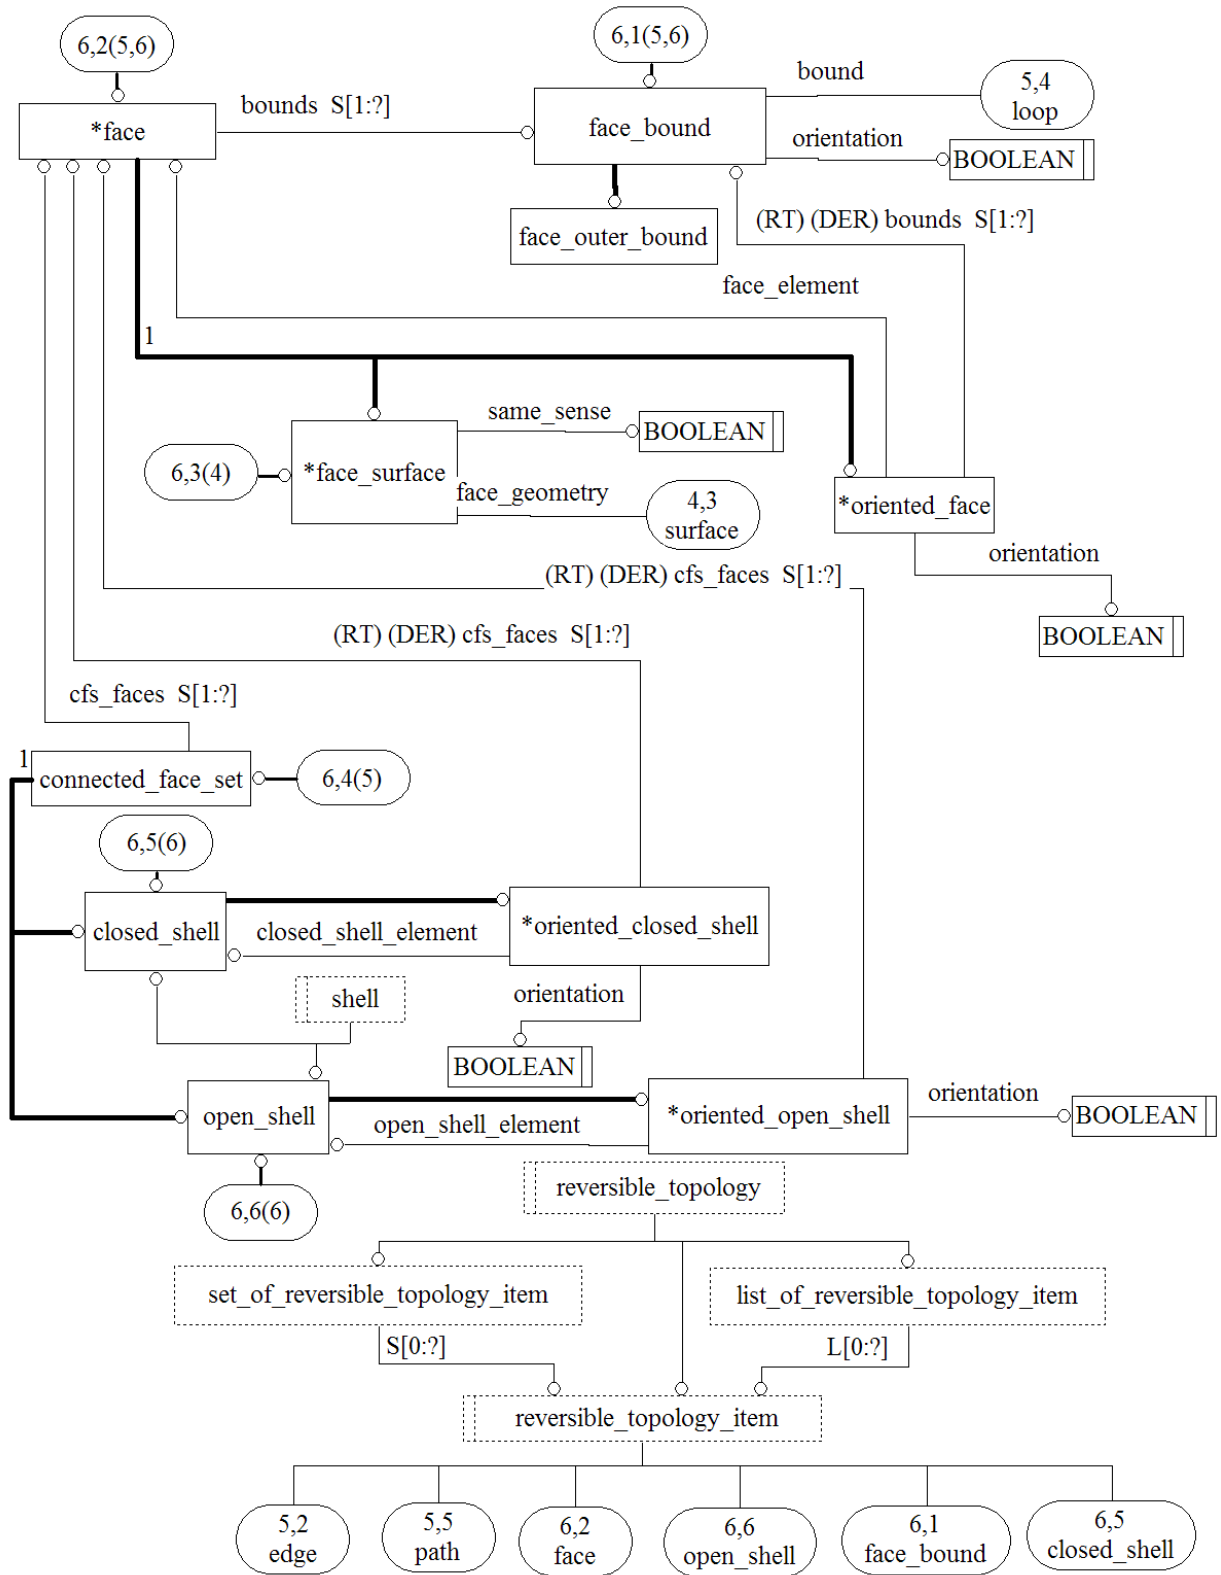 6,2(5,6)
6,1(5,6)
bound
5,4
loop
*face
bounds S[1:?]
face_bound
orientation
BOOLEAN
face_outer_bound
(RT) (DER) bounds S[1:?]
face_element
1
same_sense
BOOLEAN
6,3(4)
*face_surface
face_geometry
4,3
surface
*oriented_face
orientation
BOOLEAN
(RT) (DER) cfs_faces S[1:?]
(RT) (DER) cfs_faces S[1:?]
cfs_faces S[1:?]
1
connected_face_set
6,4(5)
6,5(6)
closed_shell
closed_shell_element
*oriented_closed_shell
shell
orientation
BOOLEAN
open_shell
open_shell_element
*oriented_open_shell
orientation
BOOLEAN
6,6(6)
reversible_topology
set_of_reversible_topology_item
list_of_reversible_topology_item
S[0:?]
L[0:?]
reversible_topology_item
5,2
edge
5,5
path
6,2
face
6,6
open_shell
6,1
face_bound
6,5
closed_shell